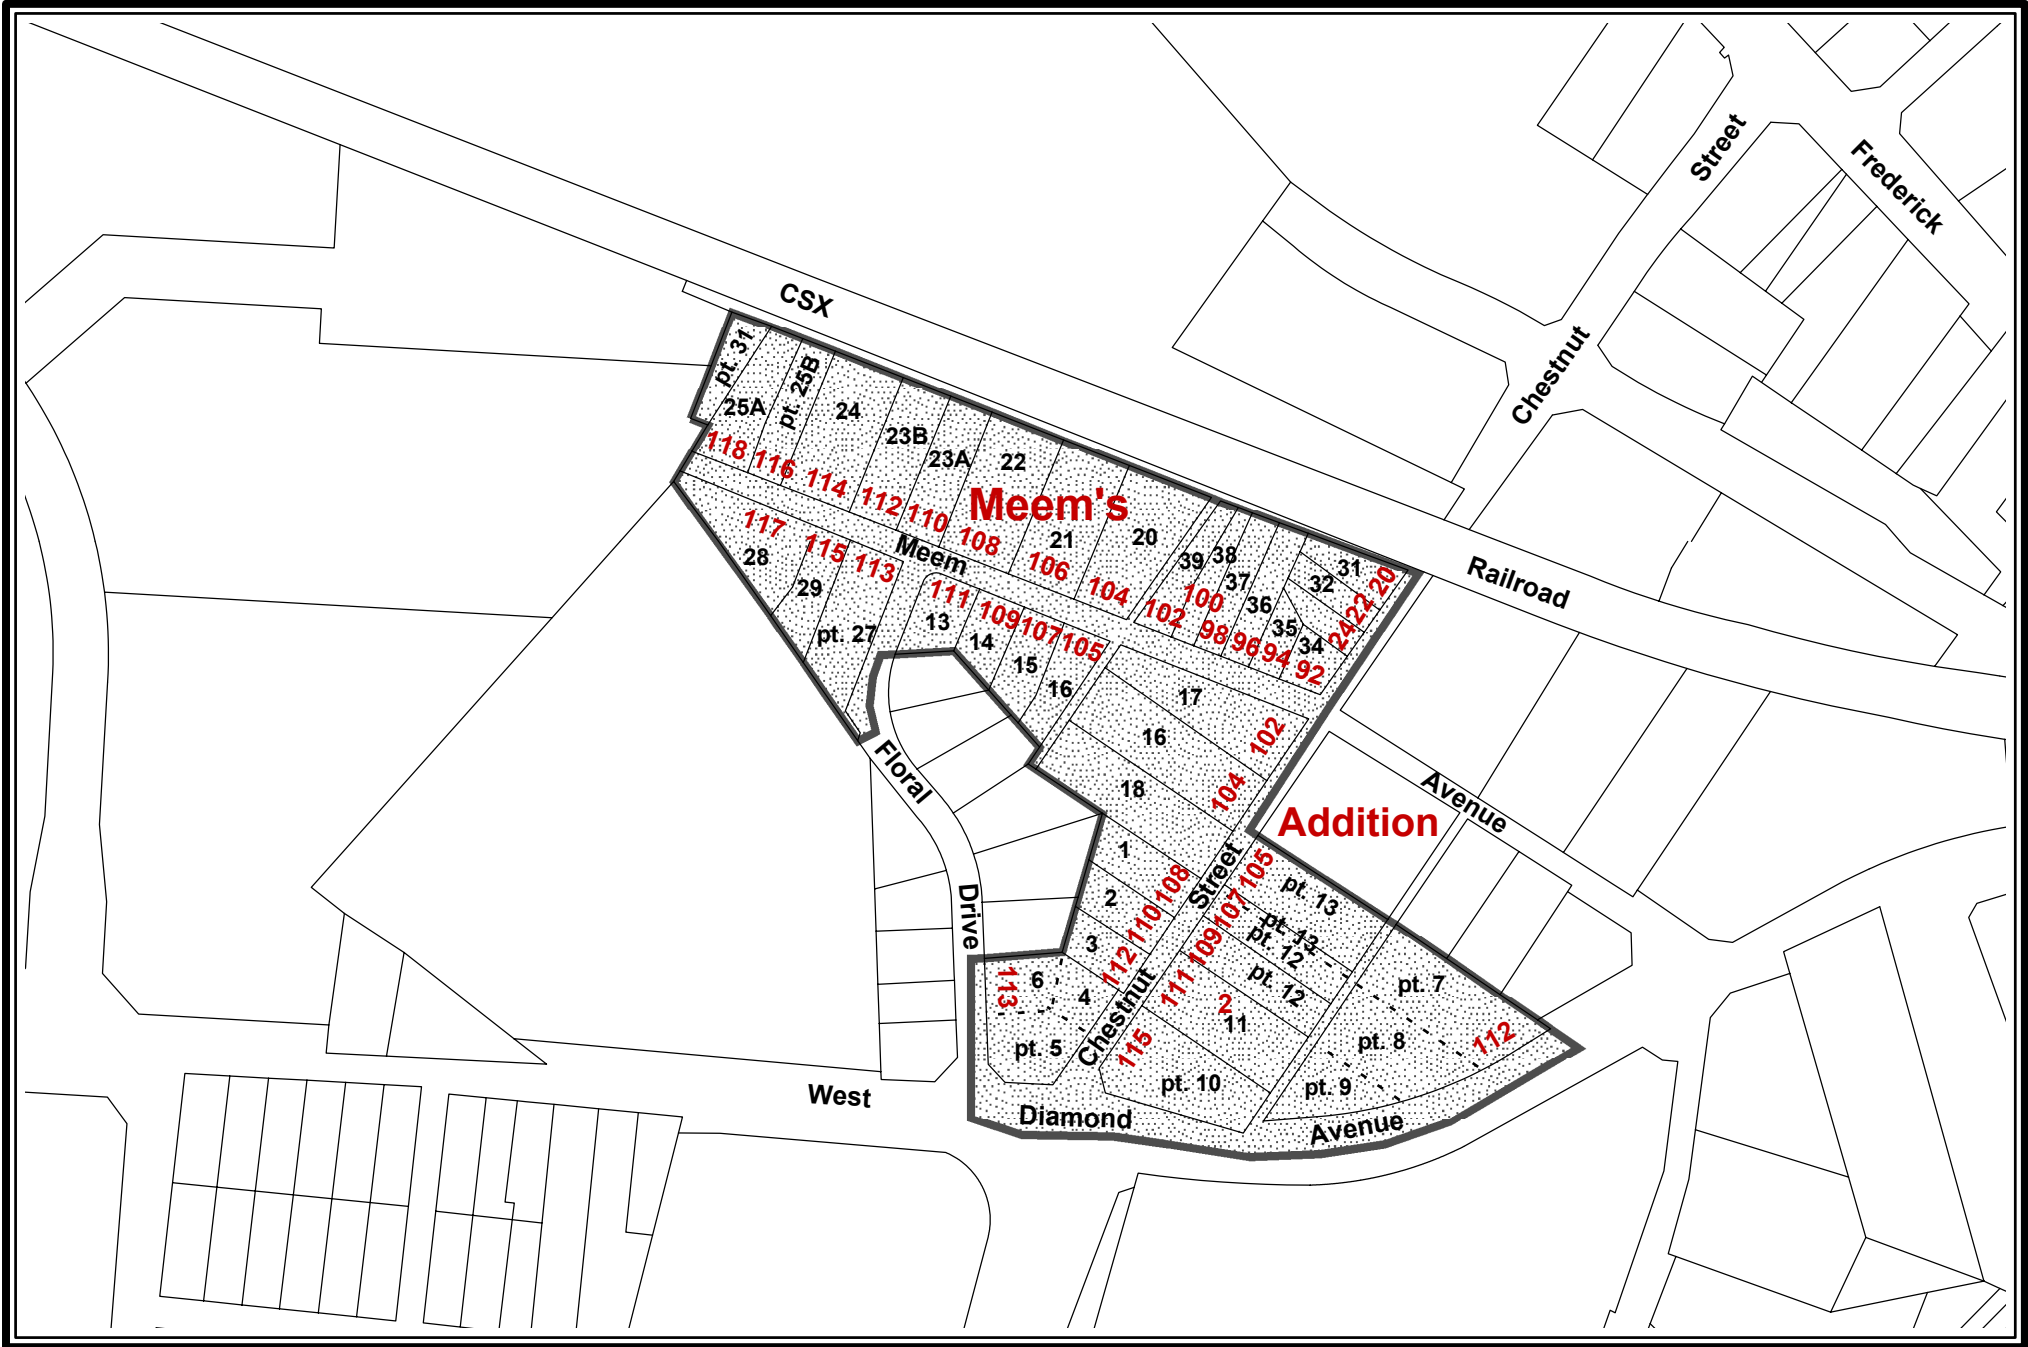 Street
Frederick
CSX
Chestnut
pt. 31
25A
pt. 25B
24
23B
23A
22
21
20
39
38
37
36
35
34
32
31
118
116
114
112
110
108
106
104
102
100
98
96
94
92
24
22
20
Meem's
Meem
Railroad
117
115
113
111
109
107
105
28
29
pt. 27
13
14
15
16
17
16
18
102
104
Addition
Avenue
Floral
Drive
1
2
3
4
6
pt. 5
108
110
112
113
Street
Chestnut
105
107
109
111
115
pt. 13
pt. 13
pt. 12
pt. 12
2
11
pt. 10
pt. 7
pt. 8
pt. 9
112
West
Diamond
Avenue